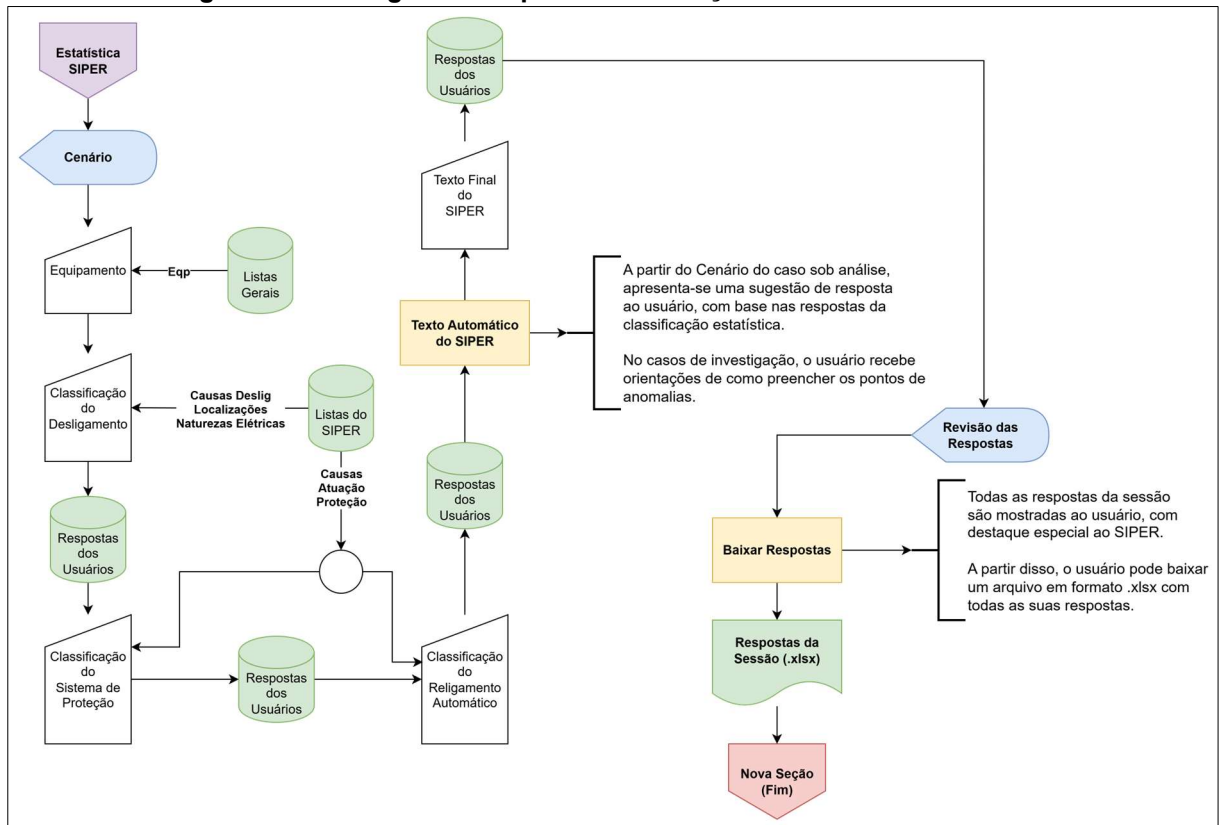 Estatística
SIPER
Cenário
Equipamento
Eqp
Listas
Gerais
Classificação
do
Desligamento
Causas Deslig
Localizações
Naturezas Elétricas
Listas do
SIPER
Causas
Atuação
Proteção
Respostas
dos
Usuários
Classificação
do
Sistema de
Proteção
Respostas
dos
Usuários
Classificação
do
Religamento
Automático
Respostas
dos
Usuários
Texto Automático
do SIPER
A partir do Cenário do caso sob análise,
apresenta-se uma sugestão de resposta
ao usuário, com base nas respostas da
classificação estatística.
No casos de investigação, o usuário recebe
orientações de como preencher os pontos de
anomalias.
Texto Final
do
SIPER
Respostas
dos
Usuários
Revisão das
Respostas
Baixar Respostas
Todas as respostas da sessão
são mostradas ao usuário, com
destaque especial ao SIPER.
A partir disso, o usuário pode baixar
um arquivo em formato .xlsx com
todas as suas respostas.
Respostas da
Sessão (.xlsx)
Nova Seção
(Fim)